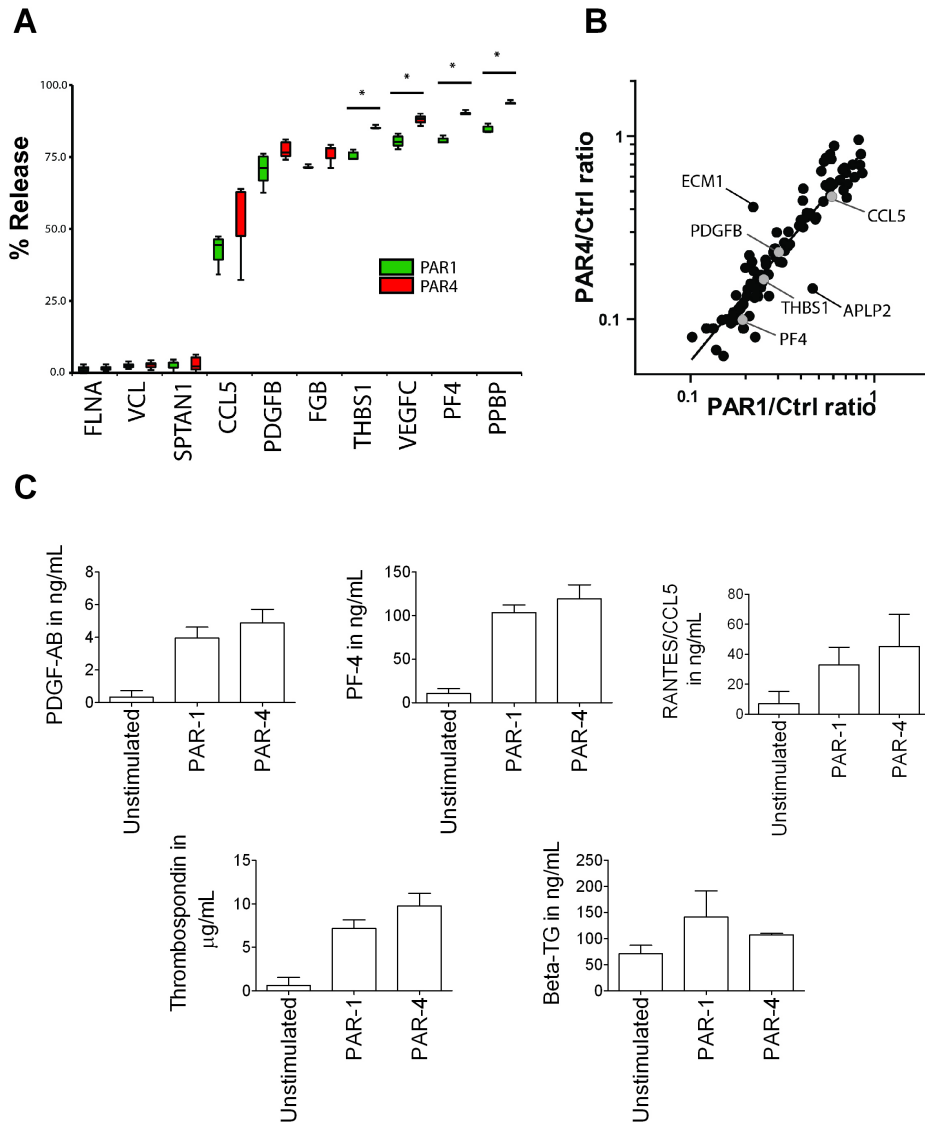 A
% Release
100.0
75.0
50.0
25.0
0.0
* * * *
PAR1
PAR4
FLNA VCL SPTAN1 CCL5 PDGFB FGB THBS1 VEGFC PF4 PPBP
B
PAR4/Ctrl ratio
1
0.1
ECM1
PDGFB
CCL5
THBS1
APLP2
PF4
0.1 1
PAR1/Ctrl ratio
C
PDGF-AB in ng/mL
8
6
4
2
0
Unstimulated PAR-1 PAR-4
PF-4 in ng/mL
150
100
50
0
Unstimulated PAR-1 PAR-4
RANTES/CCL5
in ng/mL
80
60
40
20
0
Unstimulated PAR-1 PAR-4
Thrombospondin in
µg/mL
15
10
5
0
Unstimulated PAR-1 PAR-4
Beta-TG in ng/mL
250
200
150
100
50
0
Unstimulated PAR-1 PAR-4